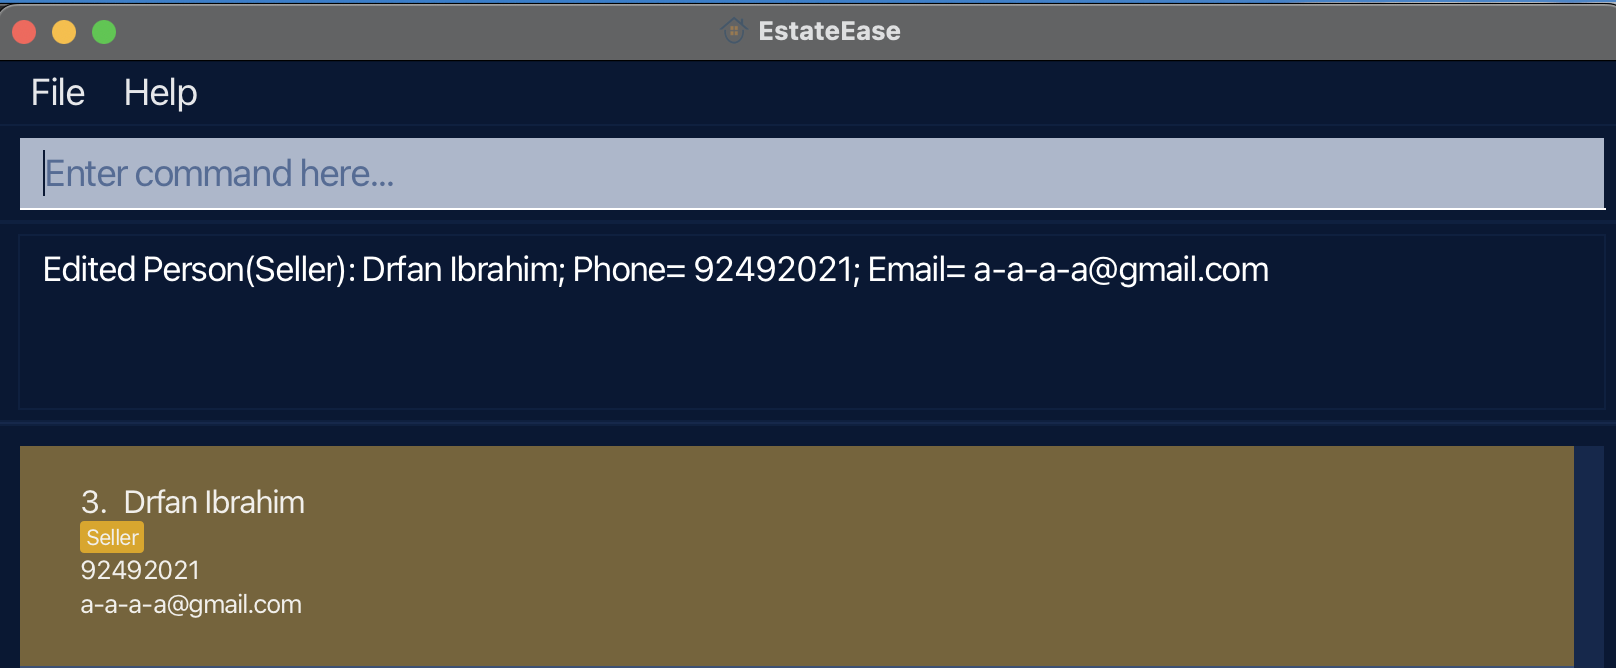 EstateEase
File Help
Enter command here...
Edited Person(Seller): Drfan Ibrahim; Phone= 92492021; Email= a-a-a-a@gmail.com
3. Drfan Ibrahim
Seller
92492021
a-a-a-a@gmail.com